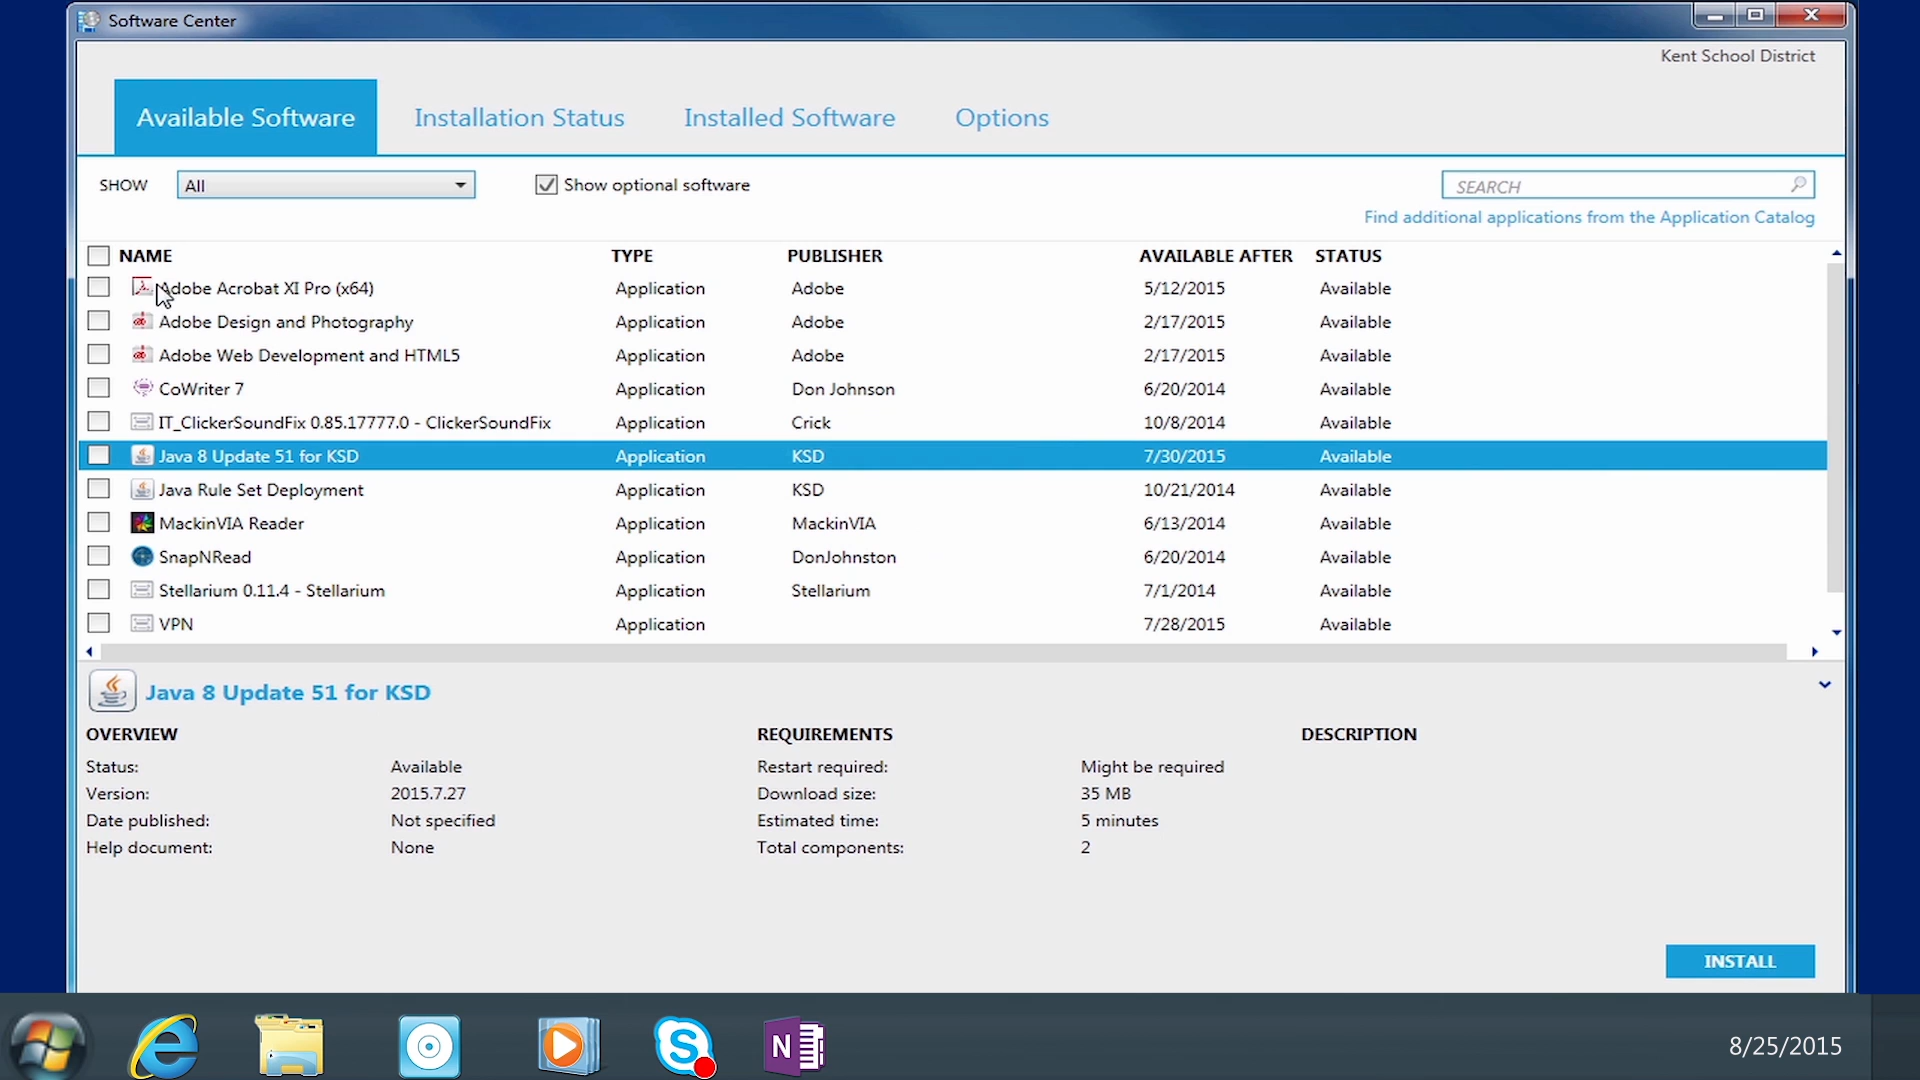 Software Center
Kent School District
Available Software Installation Status Installed Software Options
SHOW All Show optional software SEARCH
Find additional applications from the Application Catalog
NAME TYPE PUBLISHER AVAILABLE AFTER STATUS
Adobe Acrobat XI Pro (x64) Application Adobe 5/12/2015 Available
Adobe Design and Photography Application Adobe 2/17/2015 Available
Adobe Web Development and HTML5 Application Adobe 2/17/2015 Available
CoWriter 7 Application Don Johnson 6/20/2014 Available
IT_ClickerSoundFix 0.85.17777.0 - ClickerSoundFix Application Crick 10/8/2014 Available
Java 8 Update 51 for KSD Application KSD 7/30/2015 Available
Java Rule Set Deployment Application KSD 10/21/2014 Available
MackinVIA Reader Application MackinVIA 6/13/2014 Available
SnapNRead Application DonJohnston 6/20/2014 Available
Stellarium 0.11.4 - Stellarium Application Stellarium 7/1/2014 Available
VPN Application 7/28/2015 Available
Java 8 Update 51 for KSD
OVERVIEW REQUIREMENTS DESCRIPTION
Status: Available Restart required: Might be required
Version: 2015.7.27 Download size: 35 MB
Date published: Not specified Estimated time: 5 minutes
Help document: None Total components: 2
INSTALL
8/25/2015